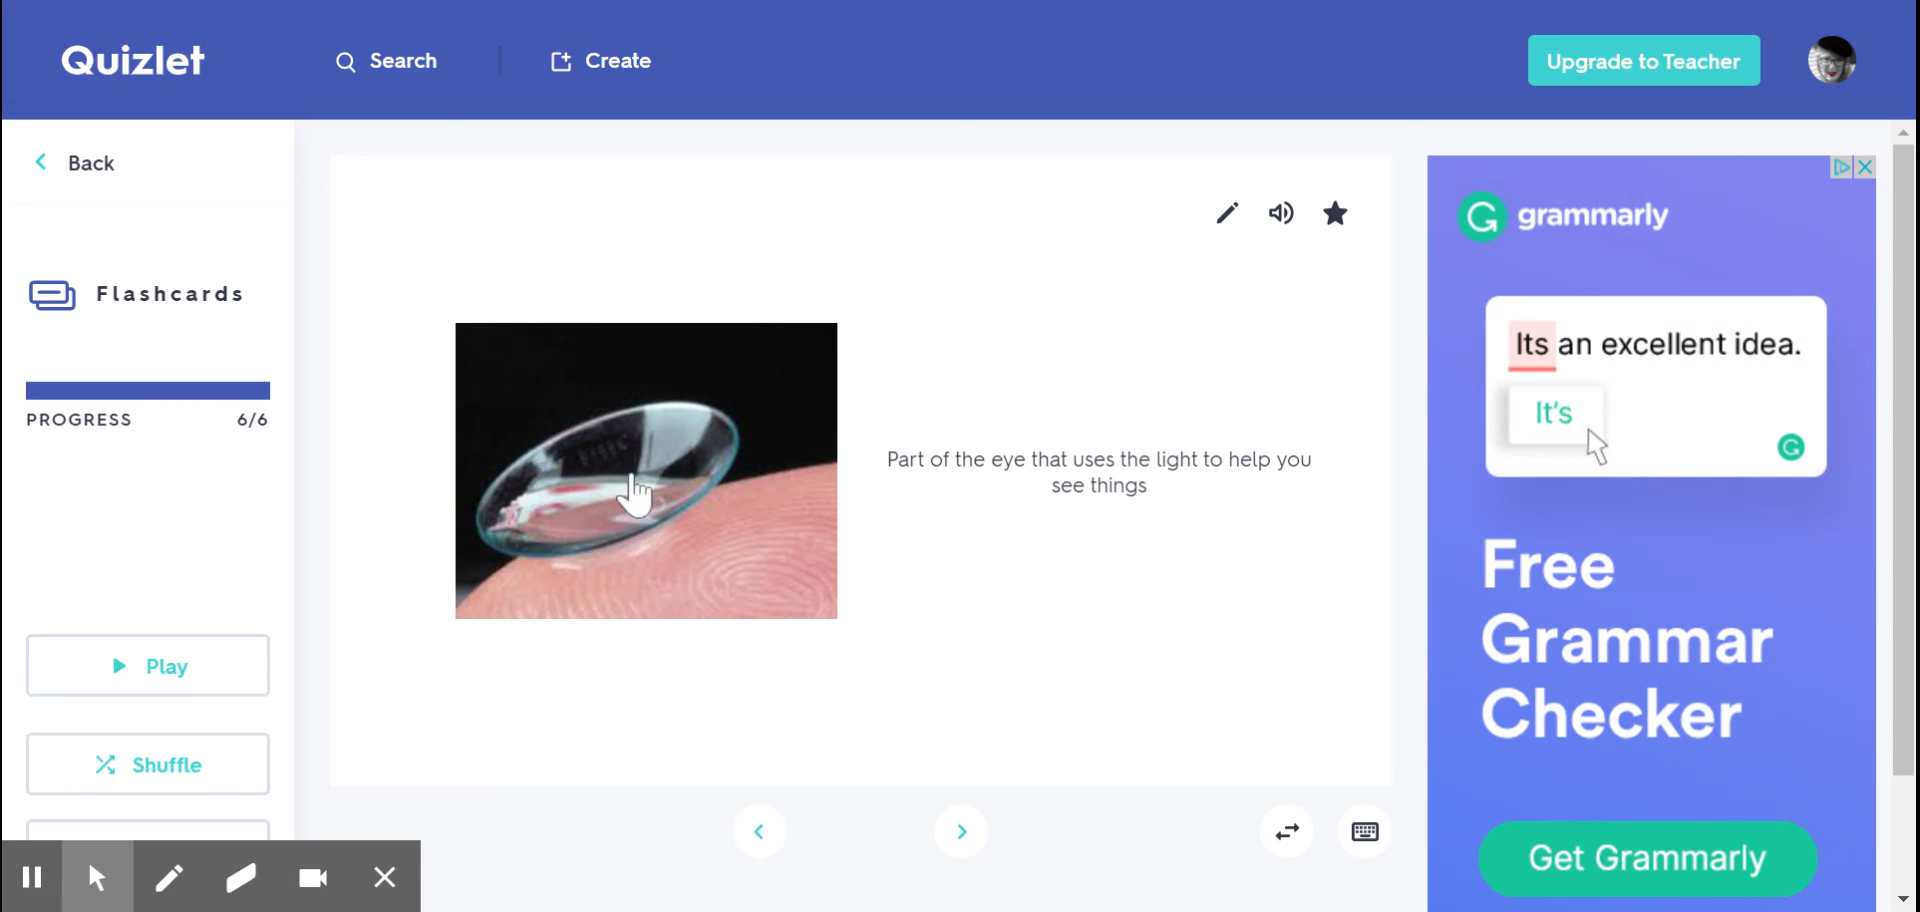 Quizlet
Search
Create
Upgrade to Teacher
Back
Flashcards
PROGRESS 6/6
Play
Shuffle
Part of the eye that uses the light to help you
see things
grammarly
Its an excellent idea.
It's
Free
Grammar
Checker
Get Grammarly